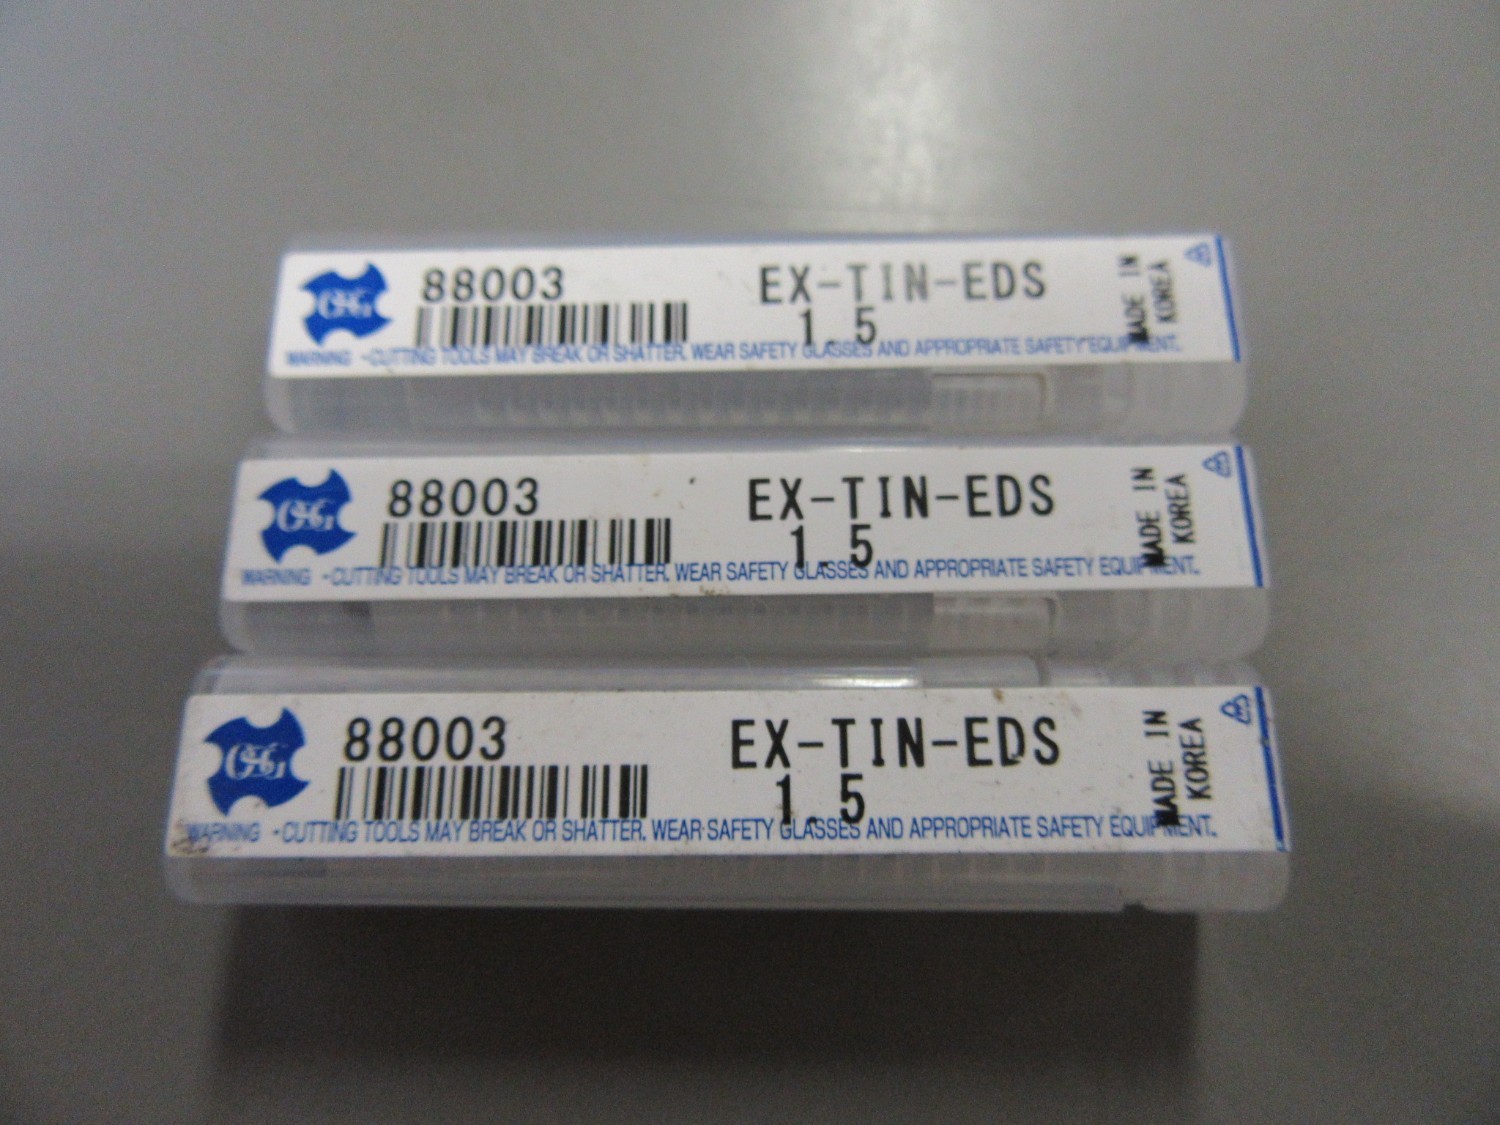 OSG
88003
EX-TIN-EDS
1.5
MADE IN
KOREA
WARNING -CUTTING TOOLS MAY BREAK OR SHATTER. WEAR SAFETY GLASSES AND APPROPRIATE SAFETY EQUIPMENT.
OSG
88003
EX-TIN-EDS
1.5
MADE IN
KOREA
WARNING -CUTTING TOOLS MAY BREAK OR SHATTER. WEAR SAFETY GLASSES AND APPROPRIATE SAFETY EQUIPMENT.
OSG
88003
EX-TIN-EDS
1.5
MADE IN
KOREA
WARNING -CUTTING TOOLS MAY BREAK OR SHATTER. WEAR SAFETY GLASSES AND APPROPRIATE SAFETY EQUIPMENT.